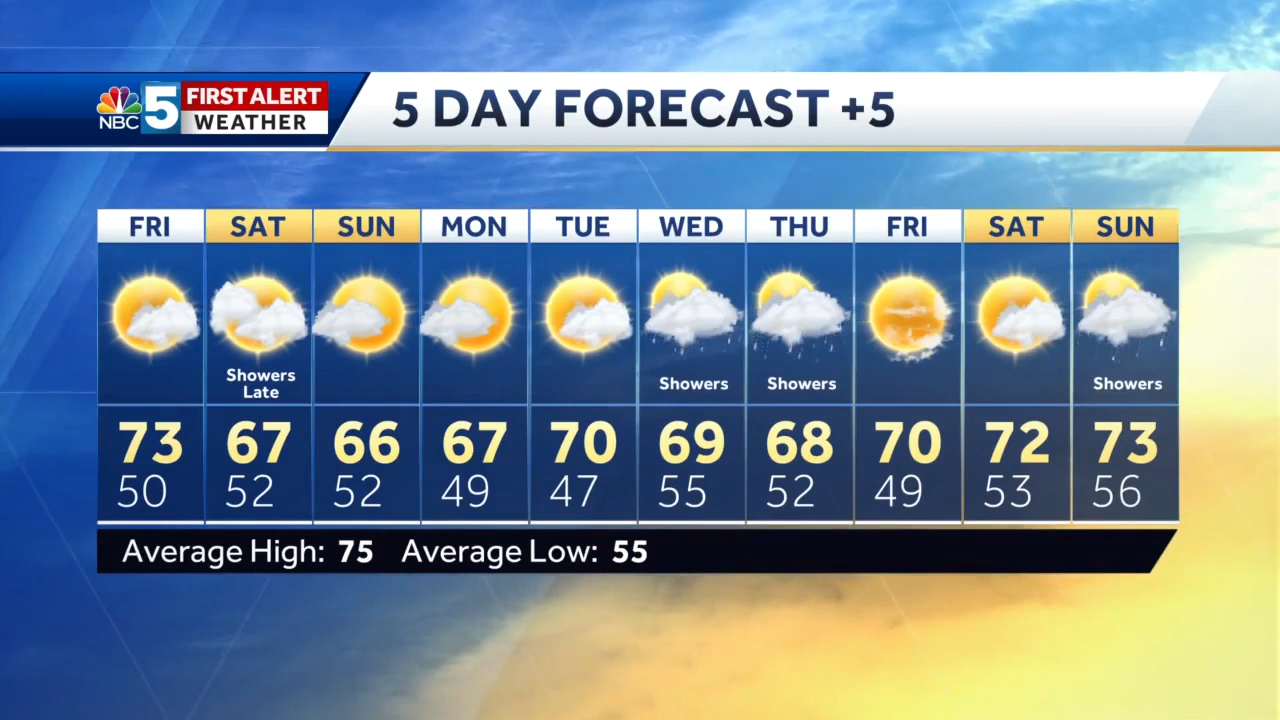 NBC 5 FIRST ALERT WEATHER
5 DAY FORECAST +5
FRI SAT SUN MON TUE WED THU FRI SAT SUN
Showers Late Showers Showers Showers
73 67 66 67 70 69 68 70 72 73
50 52 52 49 47 55 52 49 53 56
Average High: 75 Average Low: 55